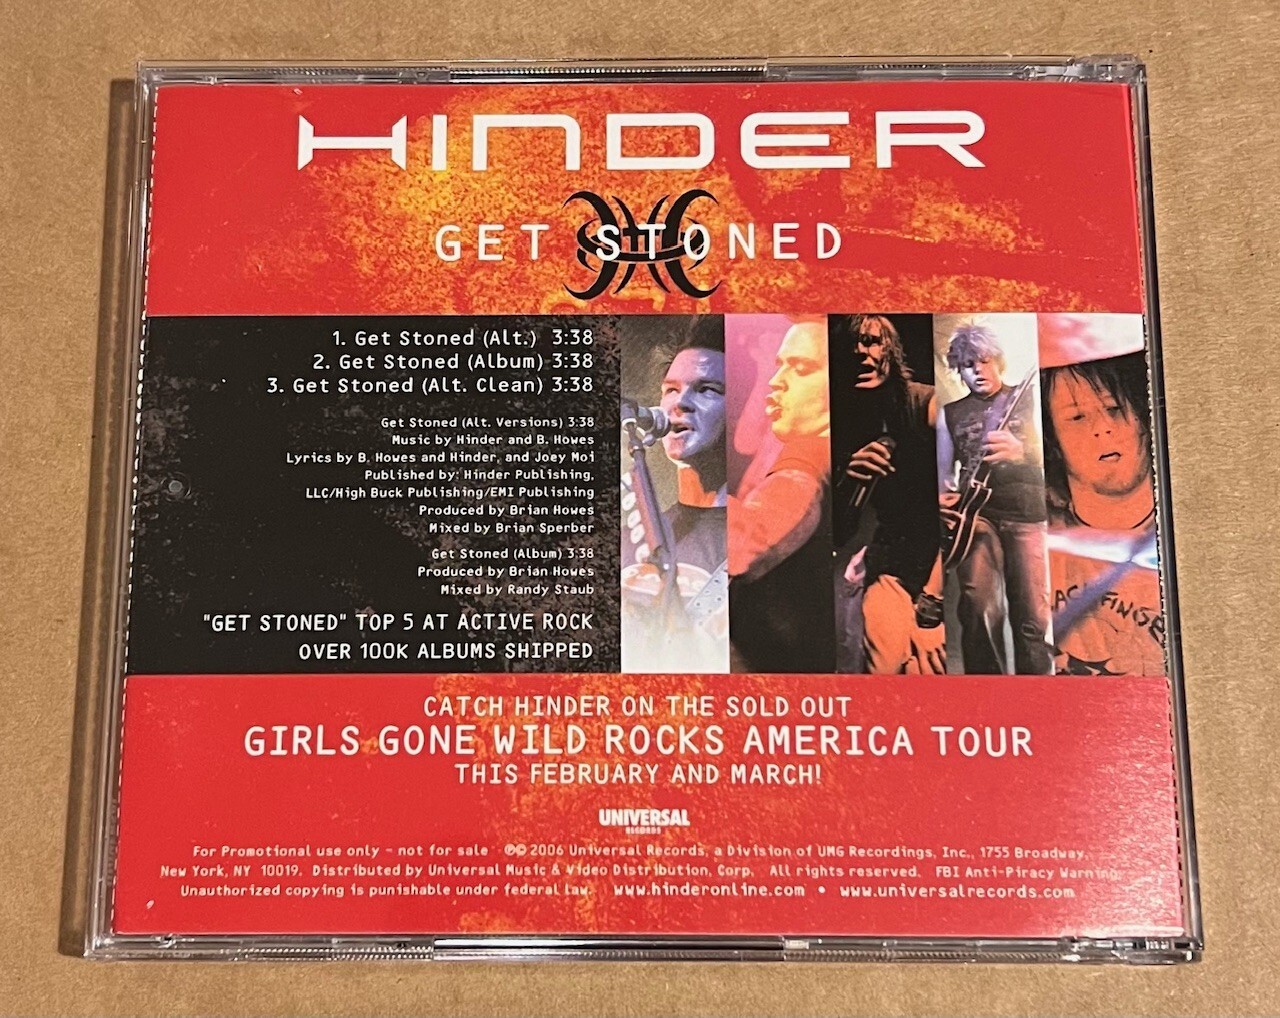 HINDER
GET STONED
1. Get Stoned (Alt.) 3:38
2. Get Stoned (Album) 3:38
3. Get Stoned (Alt. Clean) 3:38
Get Stoned (Alt. Versions) 3:38
Music by Hinder and B. Howes
Lyrics by B. Howes and Hinder, and Joey Moi
Published by: Hinder Publishing,
LLC/High Buck Publishing/EMI Publishing
Produced by Brian Howes
Mixed by Brian Sperber
Get Stoned (Album) 3:38
Produced by Brian Howes
Mixed by Randy Staub
"GET STONED" TOP 5 AT ACTIVE ROCK
OVER 100K ALBUMS SHIPPED
CATCH HINDER ON THE SOLD OUT
GIRLS GONE WILD ROCKS AMERICA TOUR
THIS FEBRUARY AND MARCH!
UNIVERSAL
RECORDS
For Promotional use only - not for sale ℗© 2006 Universal Records, a Division of UMG Recordings, Inc., 1755 Broadway,
New York, NY 10019. Distributed by Universal Music & Video Distribution, Corp. All rights reserved. FBI Anti-Piracy Warning:
Unauthorized copying is punishable under federal law. www.hinderonline.com • www.universalrecords.com